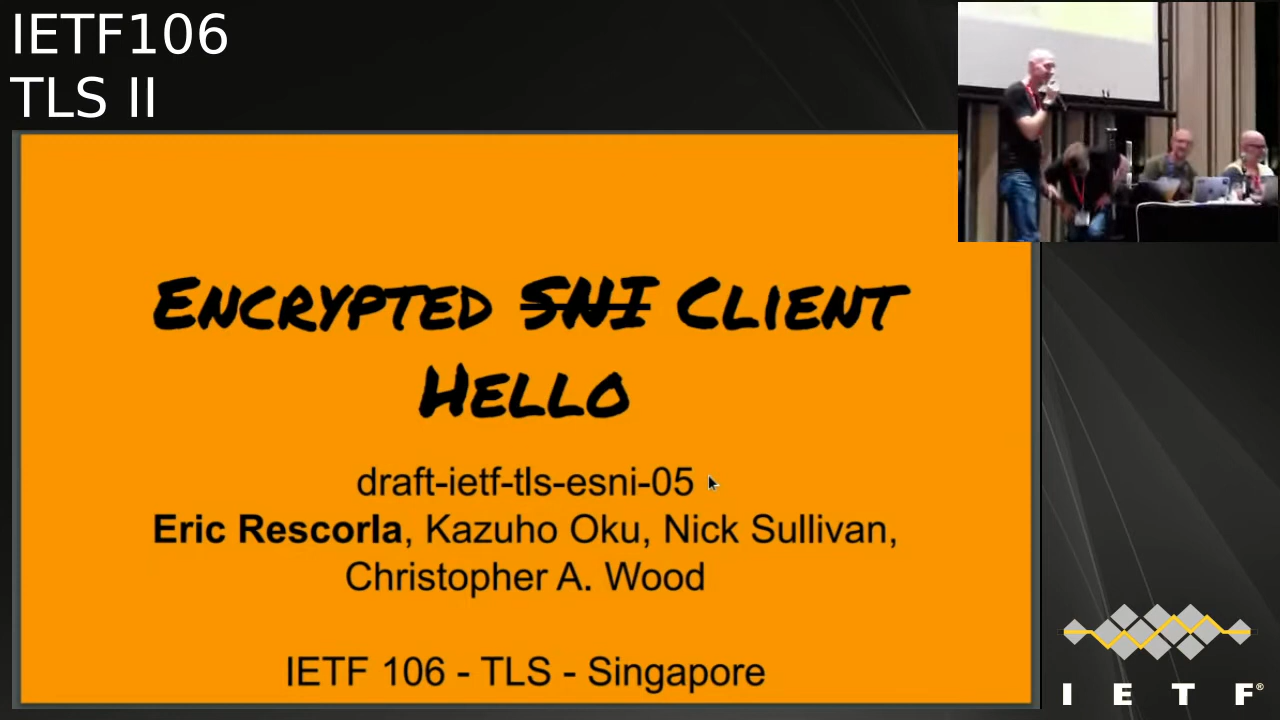 IETF106
TLS II
ENCRYPTED SNI CLIENT
HELLO
draft-ietf-tls-esni-05
Eric Rescorla, Kazuho Oku, Nick Sullivan,
Christopher A. Wood
IETF 106 - TLS - Singapore
I E T F®